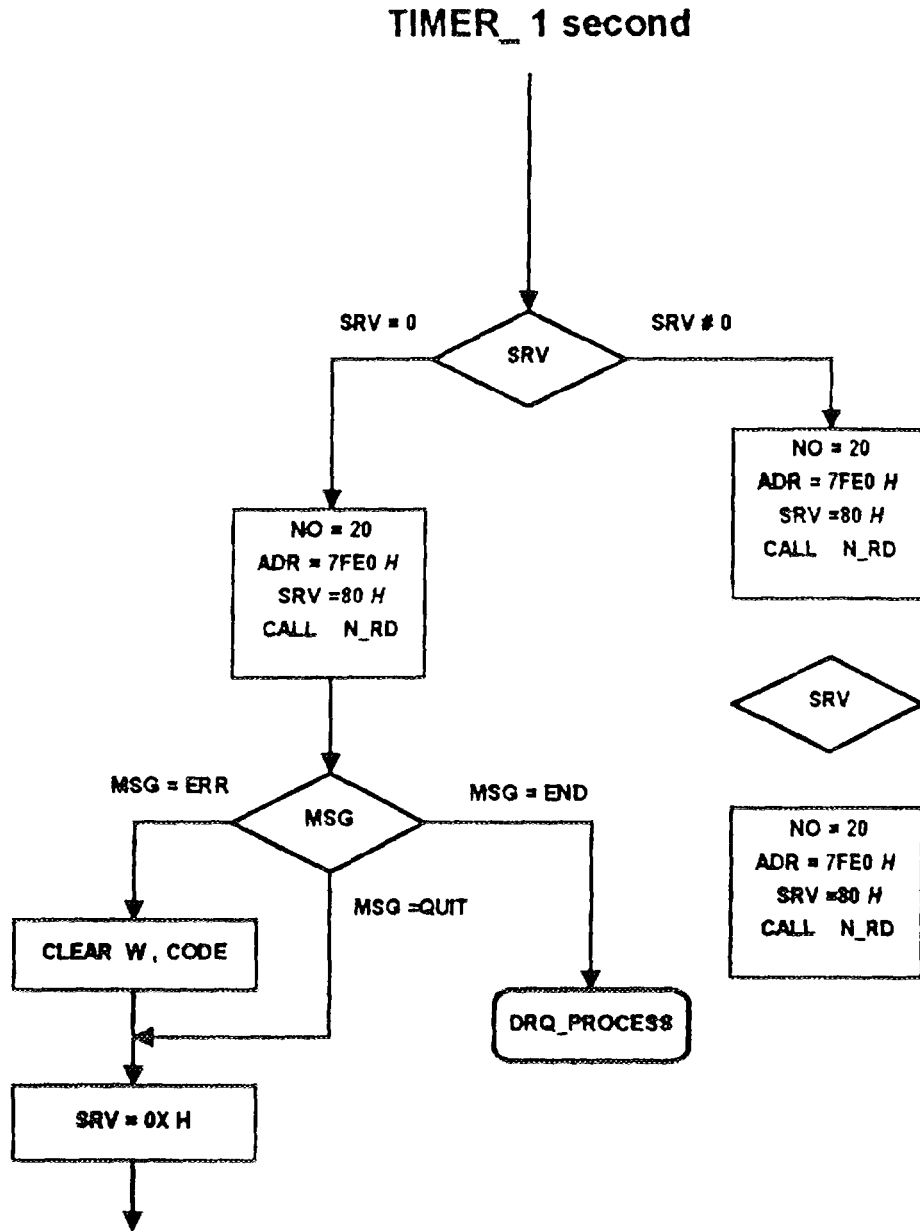 TIMER_ 1 second
SRV = 0
SRV # 0
SRV
NO = 20
ADR = 7FE0 H
SRV =80 H
CALL N_RD
NO = 20
ADR = 7FE0 H
SRV =80 H
CALL N_RD
SRV
MSG = ERR
MSG = END
MSG
MSG =QUIT
NO = 20
ADR = 7FE0 H
SRV =80 H
CALL N_RD
CLEAR W, CODE
DRQ_PROCESS
SRV = 0X H